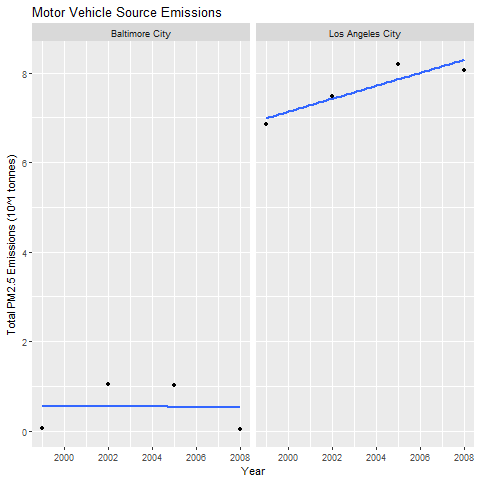 Motor Vehicle Source Emissions
Baltimore City
Los Angeles City
Total PM2.5 Emissions (10^1 tonnes)
8
6
4
2
0
2000 2002 2004 2006 2008
2000 2002 2004 2006 2008
Year